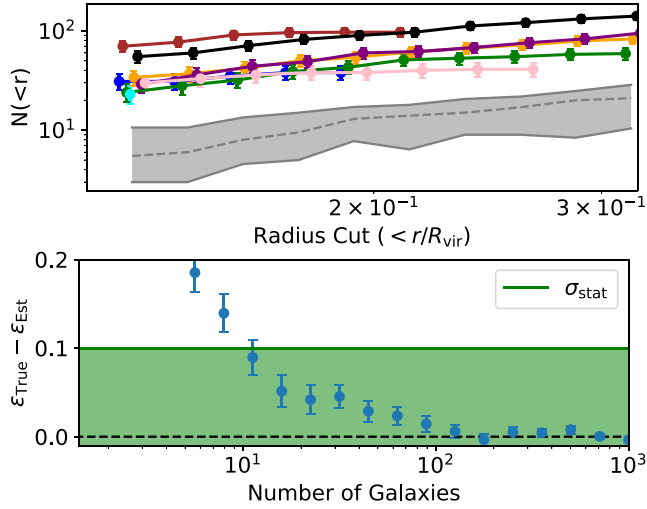 10²
10¹
N(<r)
2 × 10⁻¹
3 × 10⁻¹
Radius Cut (< r/R_vir)
0.2
0.1
0.0
ε_True − ε_Est
σ_stat
10¹
10²
10³
Number of Galaxies